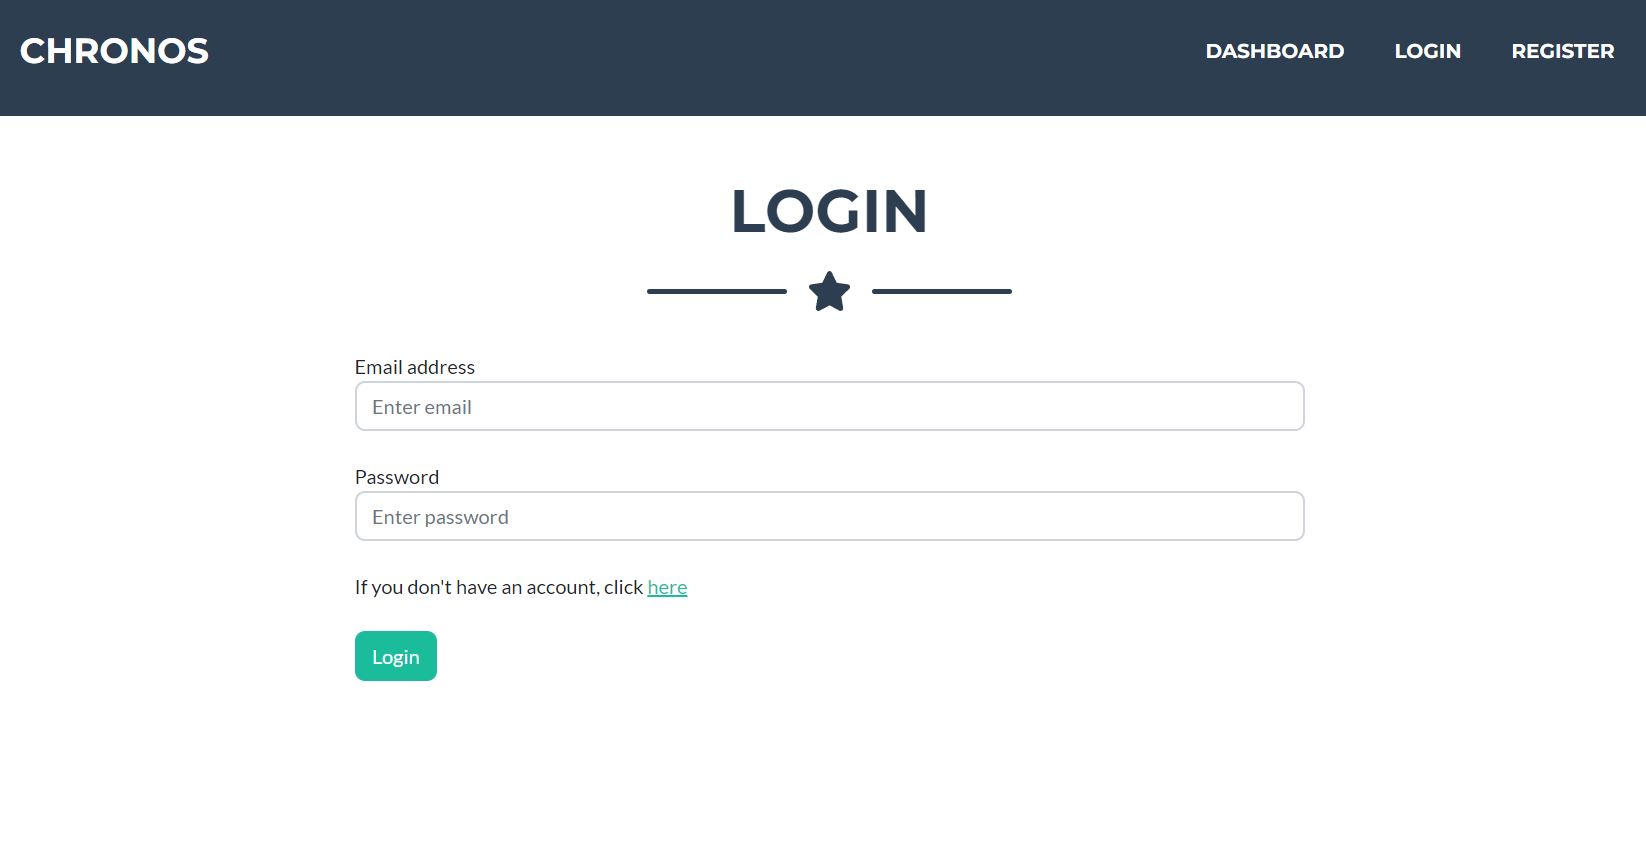 CHRONOS DASHBOARD LOGIN REGISTER
LOGIN
Email address
Enter email
Password
Enter password
If you don't have an account, click here
Login